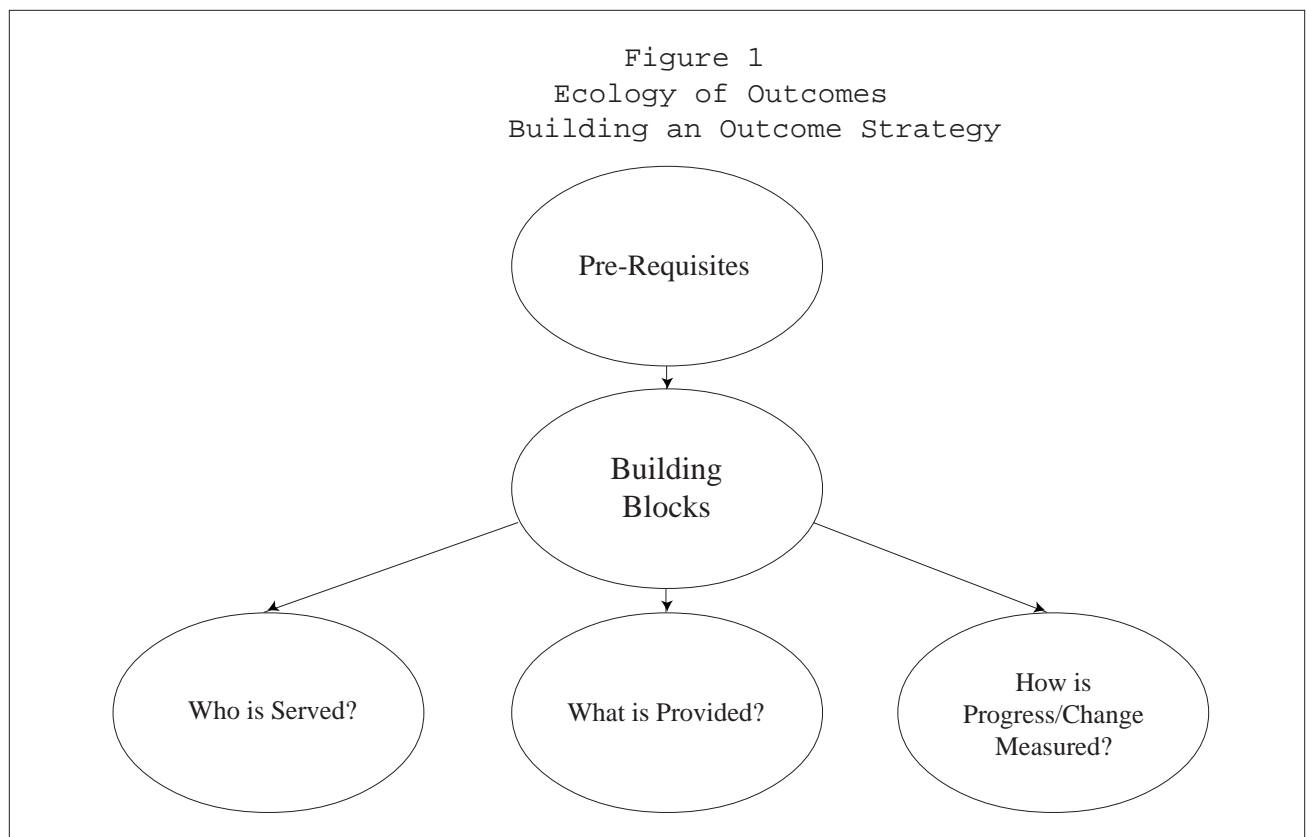 Figure 1
Ecology of Outcomes
Building an Outcome Strategy
Pre-Requisites
Building
Blocks
Who is Served?
What is Provided?
How is
Progress/Change
Measured?